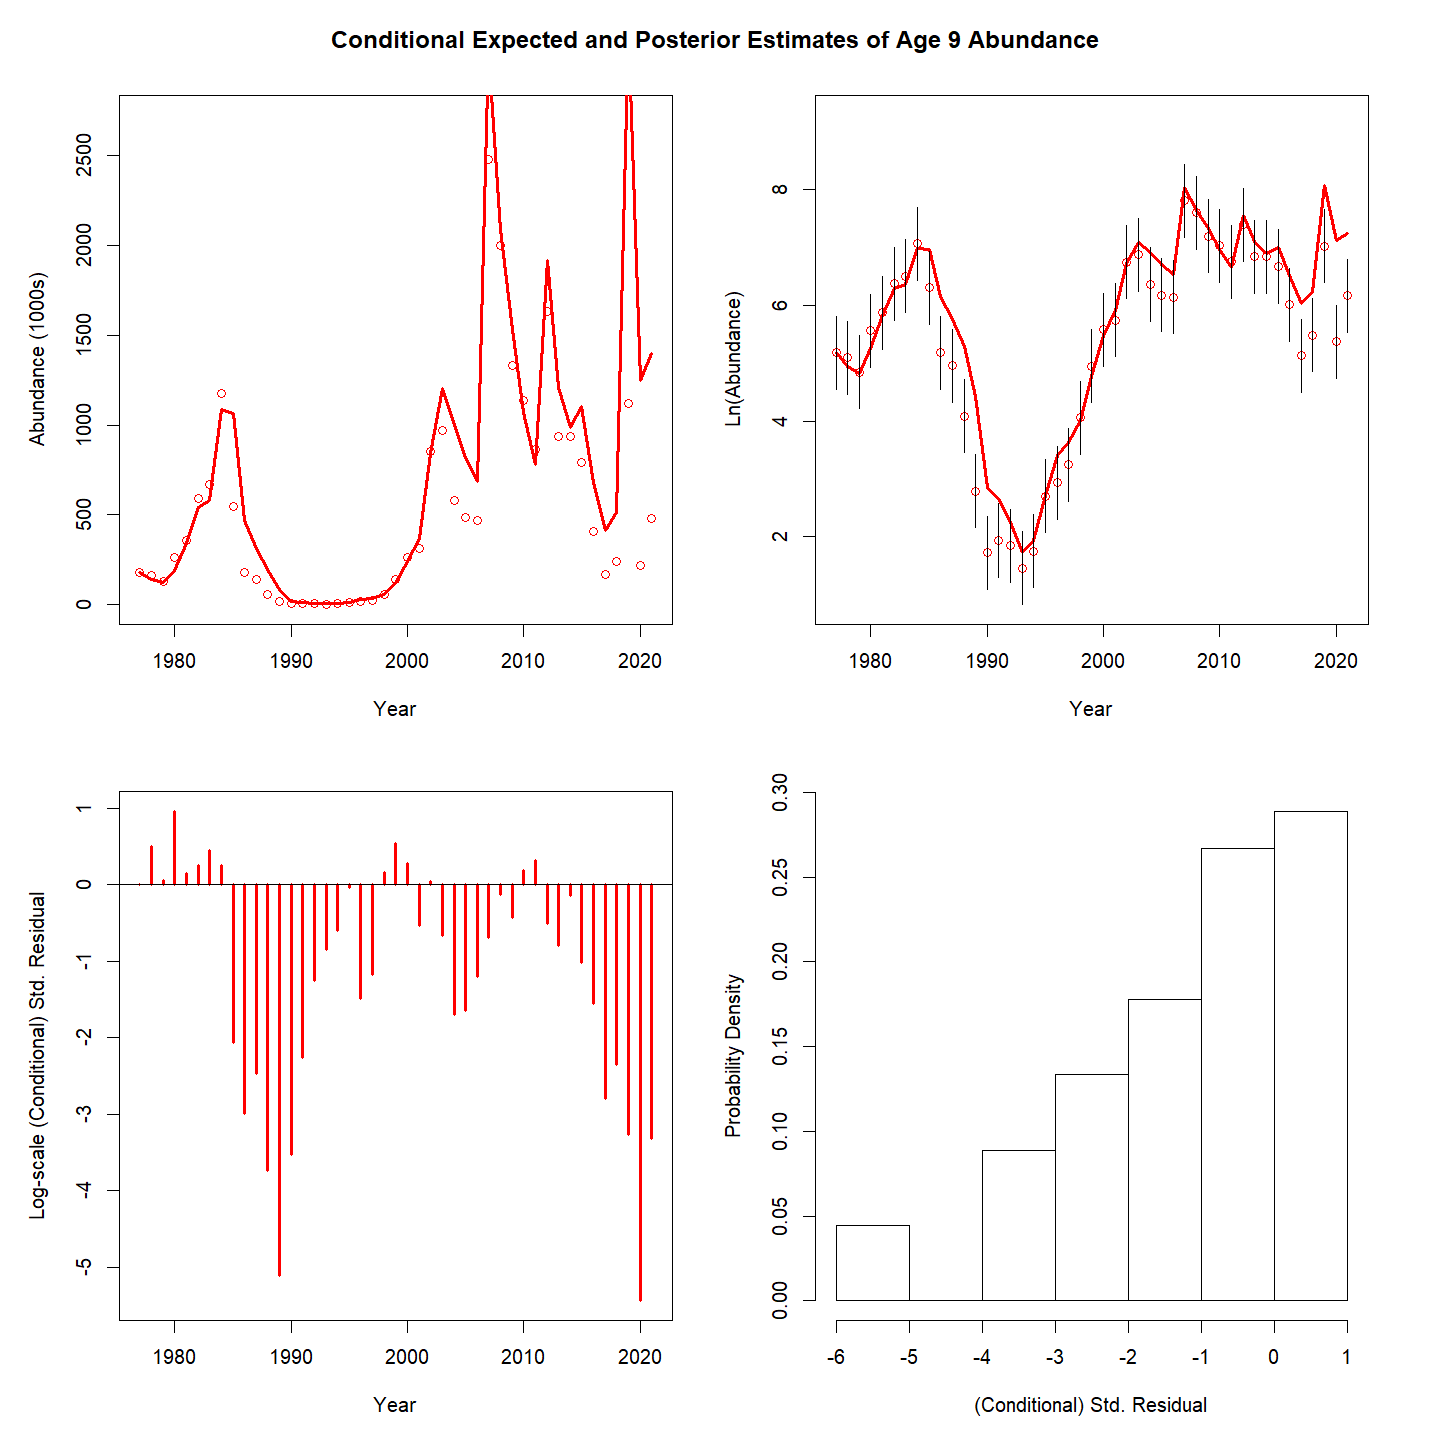 Conditional Expected and Posterior Estimates of Age 9 Abundance
Abundance (1000s)
2500
2000
1500
1000
500
0
1980 1990 2000 2010 2020
Year
Ln(Abundance)
8
6
4
2
1980 1990 2000 2010 2020
Year
Log-scale (Conditional) Std. Residual
1
0
-1
-2
-3
-4
-5
1980 1990 2000 2010 2020
Year
Probability Density
0.30
0.25
0.20
0.15
0.10
0.05
0.00
-6 -5 -4 -3 -2 -1 0 1
(Conditional) Std. Residual